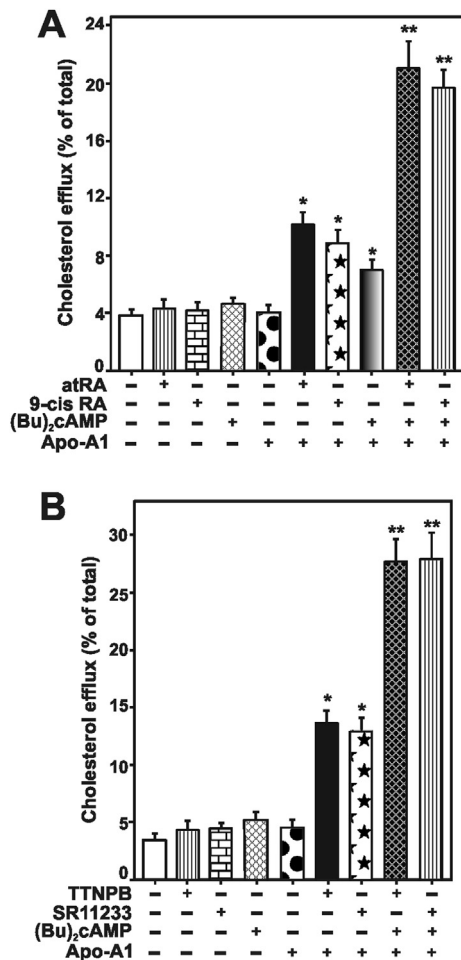 A
Cholesterol efflux (% of total)
24
20
16
12
8
4
0
* * * ** **
atRA – + – – – + – – + –
9-cis RA – – + – – – + – – +
(Bu)₂cAMP – – – + – – – + + +
Apo-A1 – – – – + + + + + +
B
Cholesterol efflux (% of total)
30
25
20
15
10
5
0
* * ** **
TTNPB – + – – – + – + –
SR11233 – – + – – – + – +
(Bu)₂cAMP – – – + – – – + +
Apo-A1 – – – – + + + + +